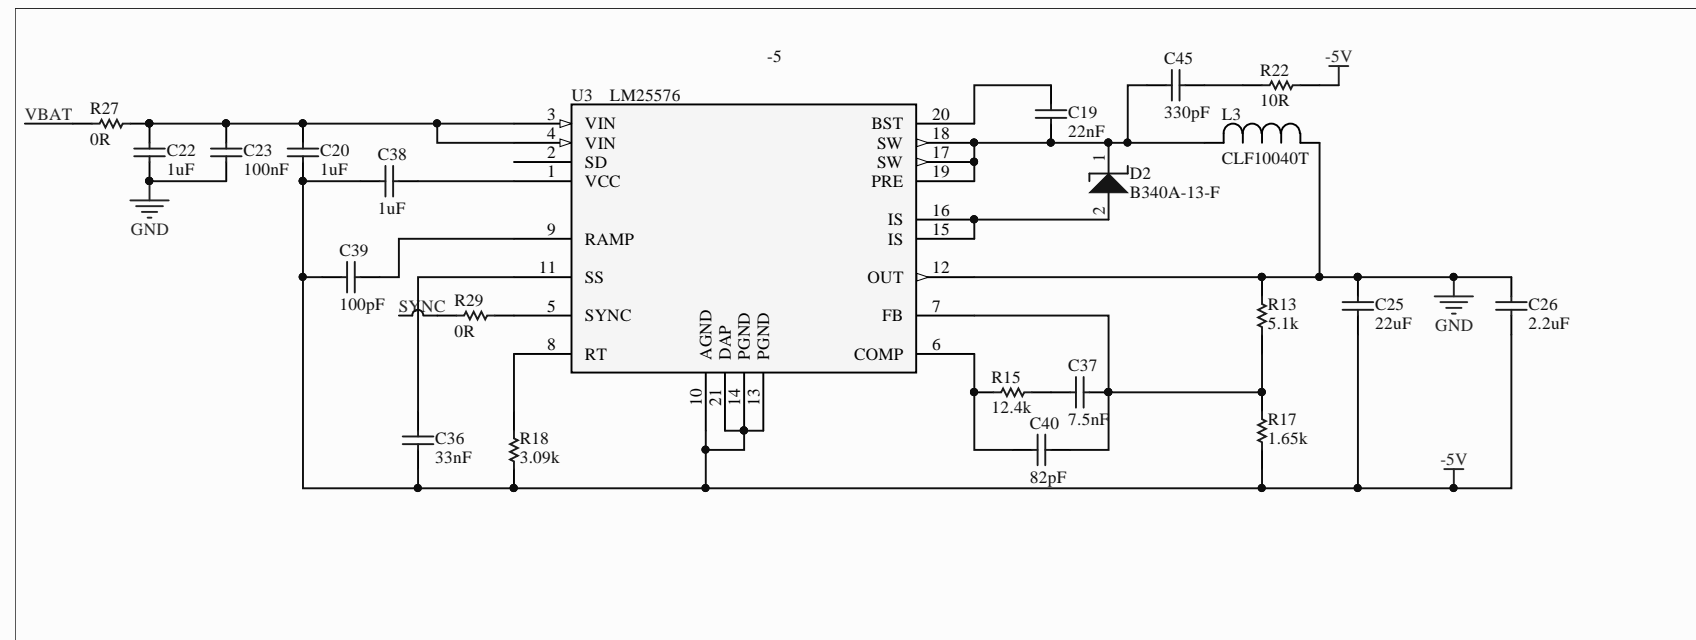 -5
VBAT
R27
0R
C22
1uF
C23
100nF
C20
1uF
GND
C38
1uF
C39
100pF
SYNC
R29
0R
C36
33nF
R18
3.09k
U3 LM25576
3 VIN
4 VIN
2 SD
1 VCC
9 RAMP
11 SS
5 SYNC
8 RT
AGND
DAP
PGND
PGND
10
21
14
13
BST 20
SW 18
SW 17
PRE 19
IS 16
IS 15
OUT 12
FB 7
COMP 6
C19
22nF
C45
330pF
R22
10R
-5V
L3
CLF10040T
1
D2
B340A-13-F
2
R15
12.4k
C37
7.5nF
C40
82pF
R13
5.1k
R17
1.65k
C25
22uF
GND
C26
2.2uF
-5V